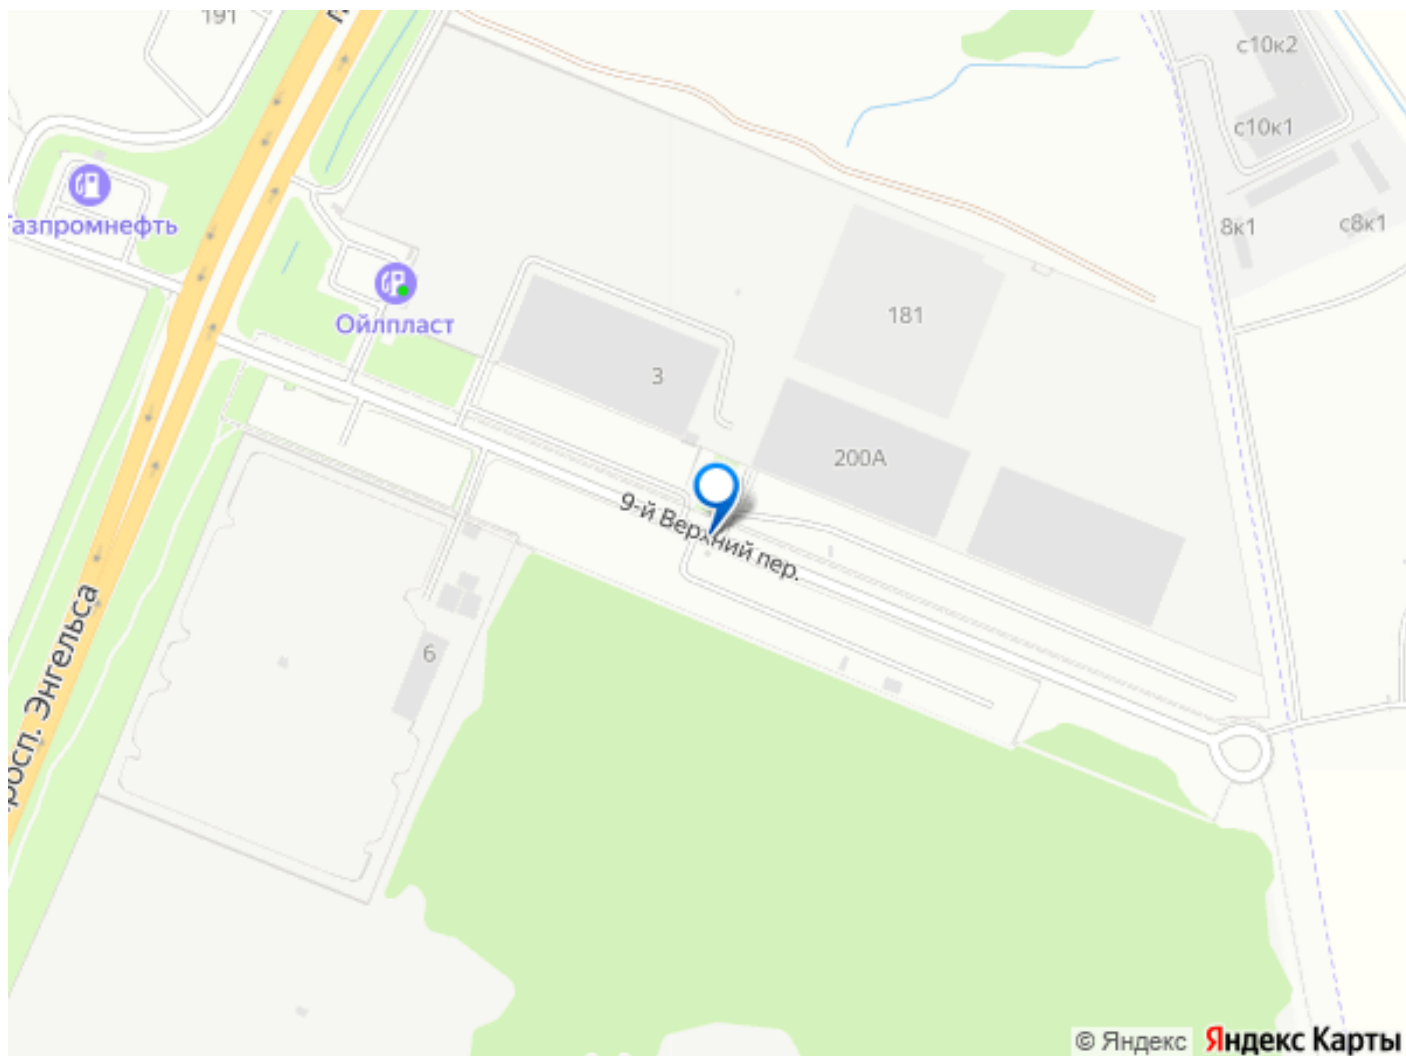 191
с10к2
с10к1
азпромнефть
8к1
с8к1
Ойлпласт
181
3
200А
9-й Верхний пер.
6
росп. Энгельса
© Яндекс Яндекс Карты